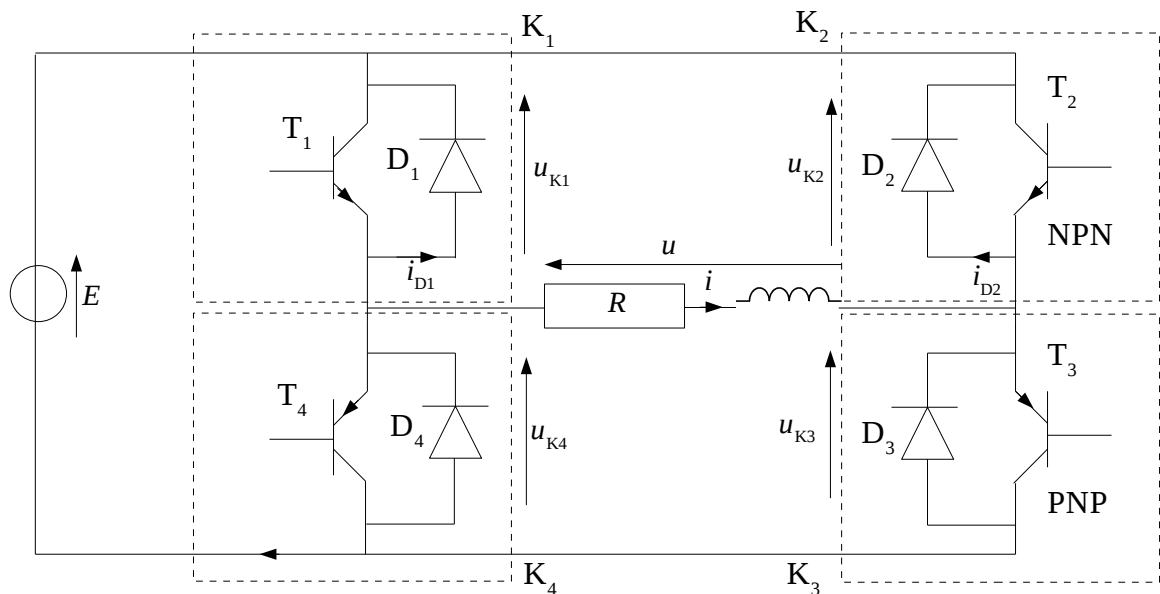 K1
K2
T1
D1
uK1
uK2
D2
T2
NPN
u
iD1
iD2
E
R
i
T4
D4
uK4
uK3
D3
T3
PNP
K4
K3